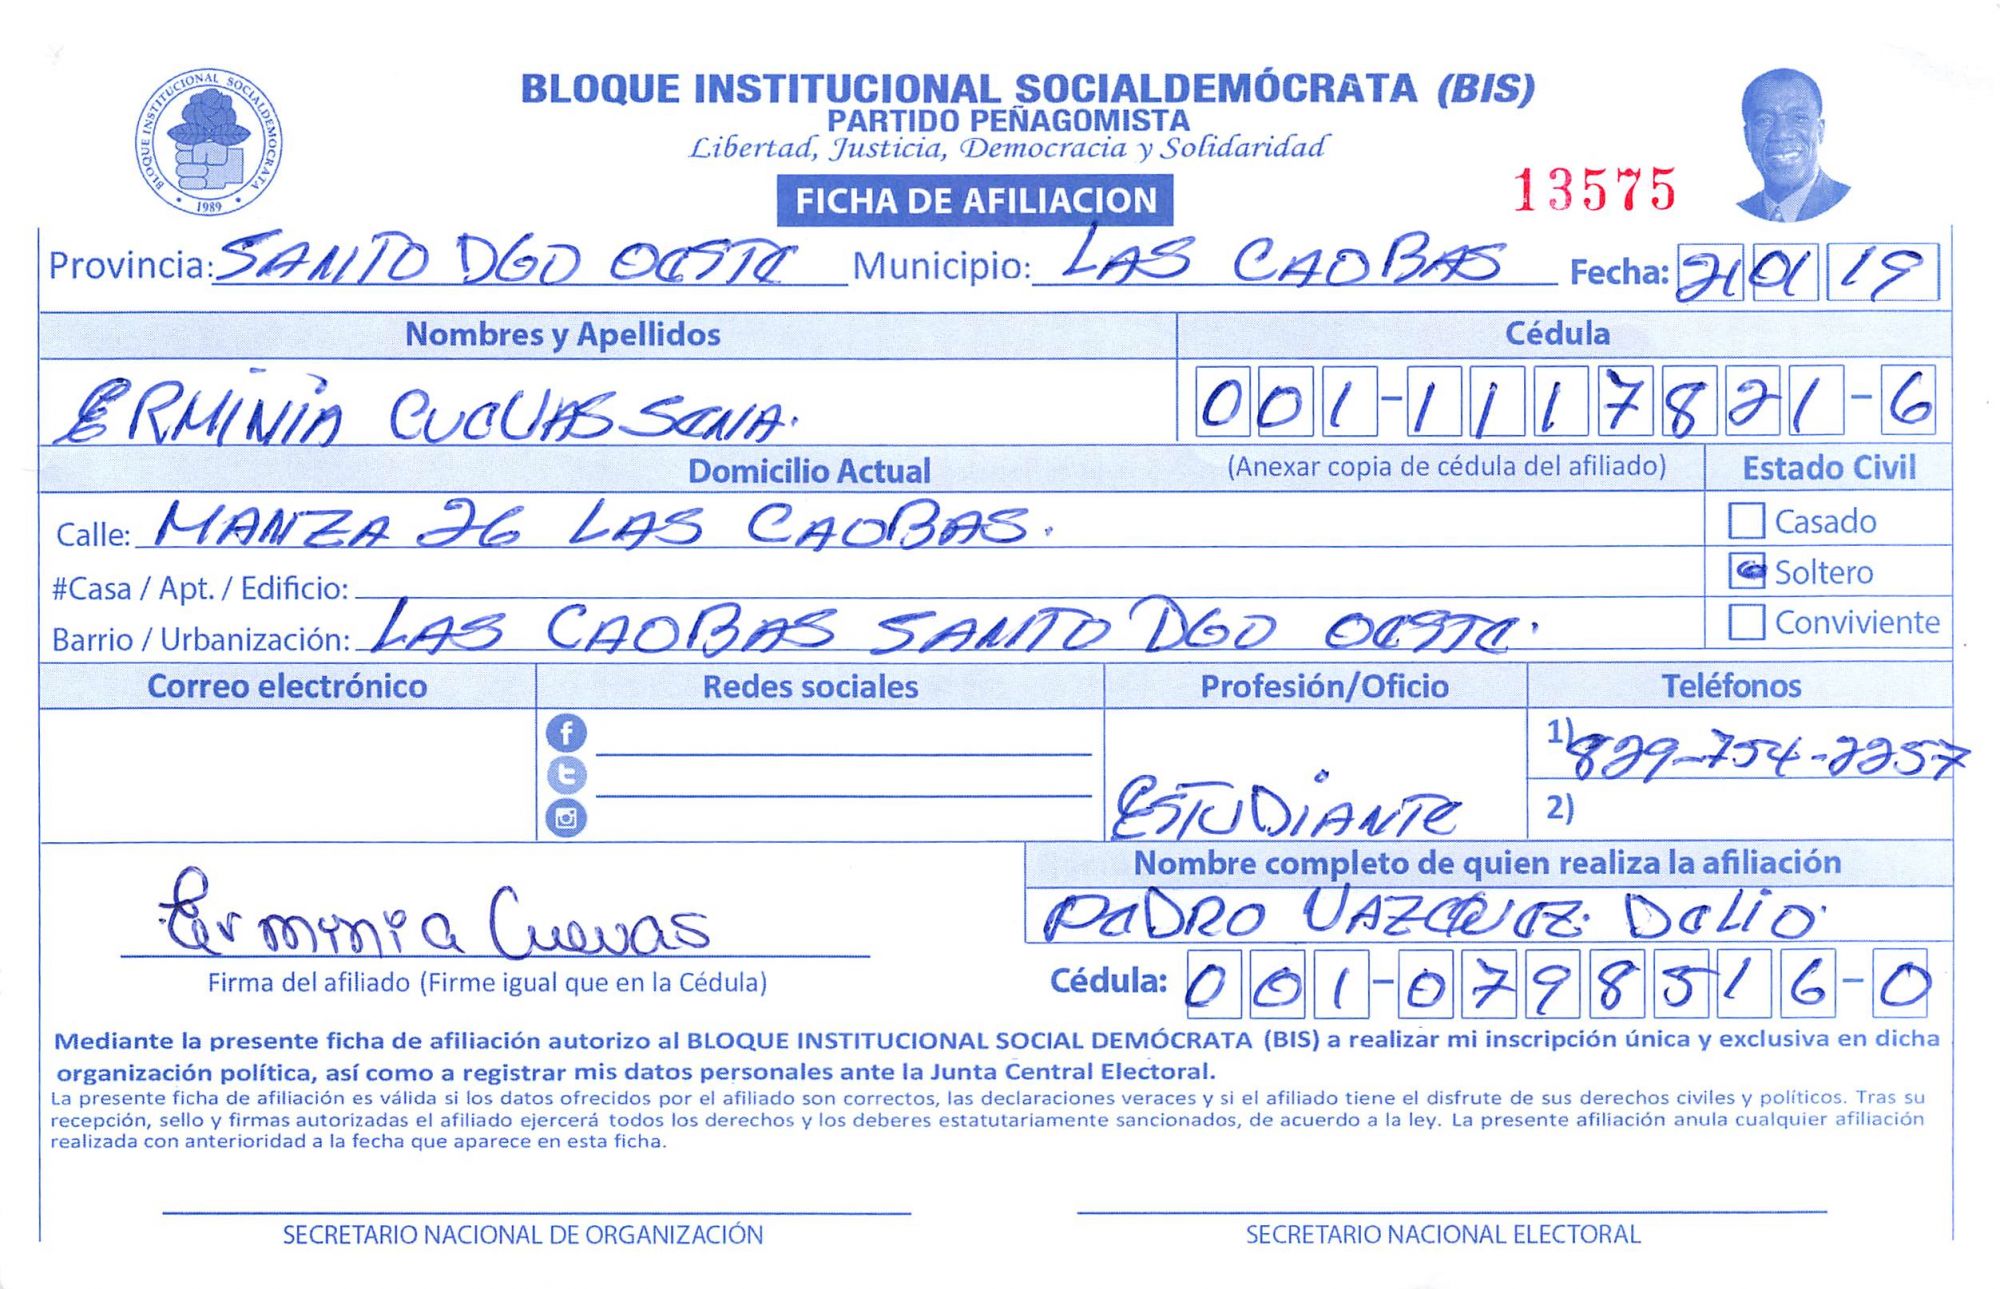 BLOQUE INSTITUCIONAL SOCIALDEMÓCRATA (BIS)
PARTIDO PEÑAGOMISTA
Libertad, Justicia, Democracia y Solidaridad
BLOQUE INSTITUCIONAL SOCIALDEMOCRATA
1989
FICHA DE AFILIACION
13575
Provincia: SANTO DGO OESTE Municipio: LAS CAOBAS Fecha: 21 01 19
Nombres y Apellidos Cédula
ERMINIA CUEVAS SENA. 001-1117821-6
Domicilio Actual (Anexar copia de cédula del afiliado) Estado Civil
Calle: MANZA 26 LAS CAOBAS. Casado
#Casa / Apt. / Edificio: Soltero
Barrio / Urbanización: LAS CAOBAS SANTO DGO OESTE. Conviviente
Correo electrónico Redes sociales Profesión/Oficio Teléfonos
1) 829-754-2257
ESTUDIANTE 2)
Nombre completo de quien realiza la afiliación
Erminia Cuevas PEDRO VAZQUEZ DELIO
Firma del afiliado (Firme igual que en la Cédula) Cédula: 001-0798516-0
Mediante la presente ficha de afiliación autorizo al BLOQUE INSTITUCIONAL SOCIAL DEMÓCRATA (BIS) a realizar mi inscripción única y exclusiva en dicha
organización política, así como a registrar mis datos personales ante la Junta Central Electoral.
La presente ficha de afiliación es válida si los datos ofrecidos por el afiliado son correctos, las declaraciones veraces y si el afiliado tiene el disfrute de sus derechos civiles y políticos. Tras su
recepción, sello y firmas autorizadas el afiliado ejercerá todos los derechos y los deberes estatutariamente sancionados, de acuerdo a la ley. La presente afiliación anula cualquier afiliación
realizada con anterioridad a la fecha que aparece en esta ficha.
SECRETARIO NACIONAL DE ORGANIZACIÓN SECRETARIO NACIONAL ELECTORAL